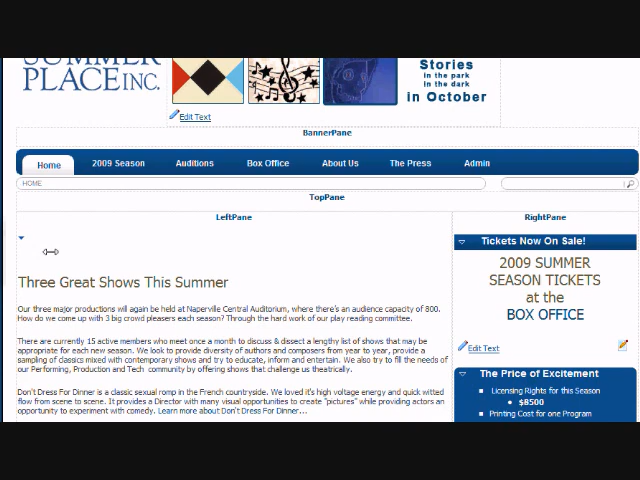 SUMMER
PLACE INC.
Stories
in the park
in the dark
in October
Edit Text
BannerPane
Home
2009 Season
Auditions
Box Office
About Us
The Press
Admin
HOME
TopPane
LeftPane
RightPane
Tickets Now On Sale!
2009 SUMMER
SEASON TICKETS
at the
BOX OFFICE
Edit Text
Three Great Shows This Summer
Our three major productions will again be held at Naperville Central Auditorium, where there's an audience capacity of 800.
How do we come up with 3 big crowd pleasers each season? Through the hard work of our play reading committee.
There are currently 15 active members who meet once a month to discuss & dissect a lengthy list of shows that may be
appropriate for each new season. We look to provide diversity of authors and composers from year to year, provide a
sampling of classics mixed with contemporary shows and try to educate, inform and entertain. We also try to fill the needs of
our Performing, Production and Tech community by offering shows that challenge us theatrically.
Don't Dress For Dinner is a classic sexual romp in the French countryside. We loved it's high voltage energy and quick witted
flow from scene to scene. It provides a Director with many visual opportunities to create "pictures" while providing actors an
opportunity to experiment with comedy. Learn more about Don't Dress For Dinner...
The Price of Excitement
Licensing Rights for this Season
$8500
Printing Cost for one Program